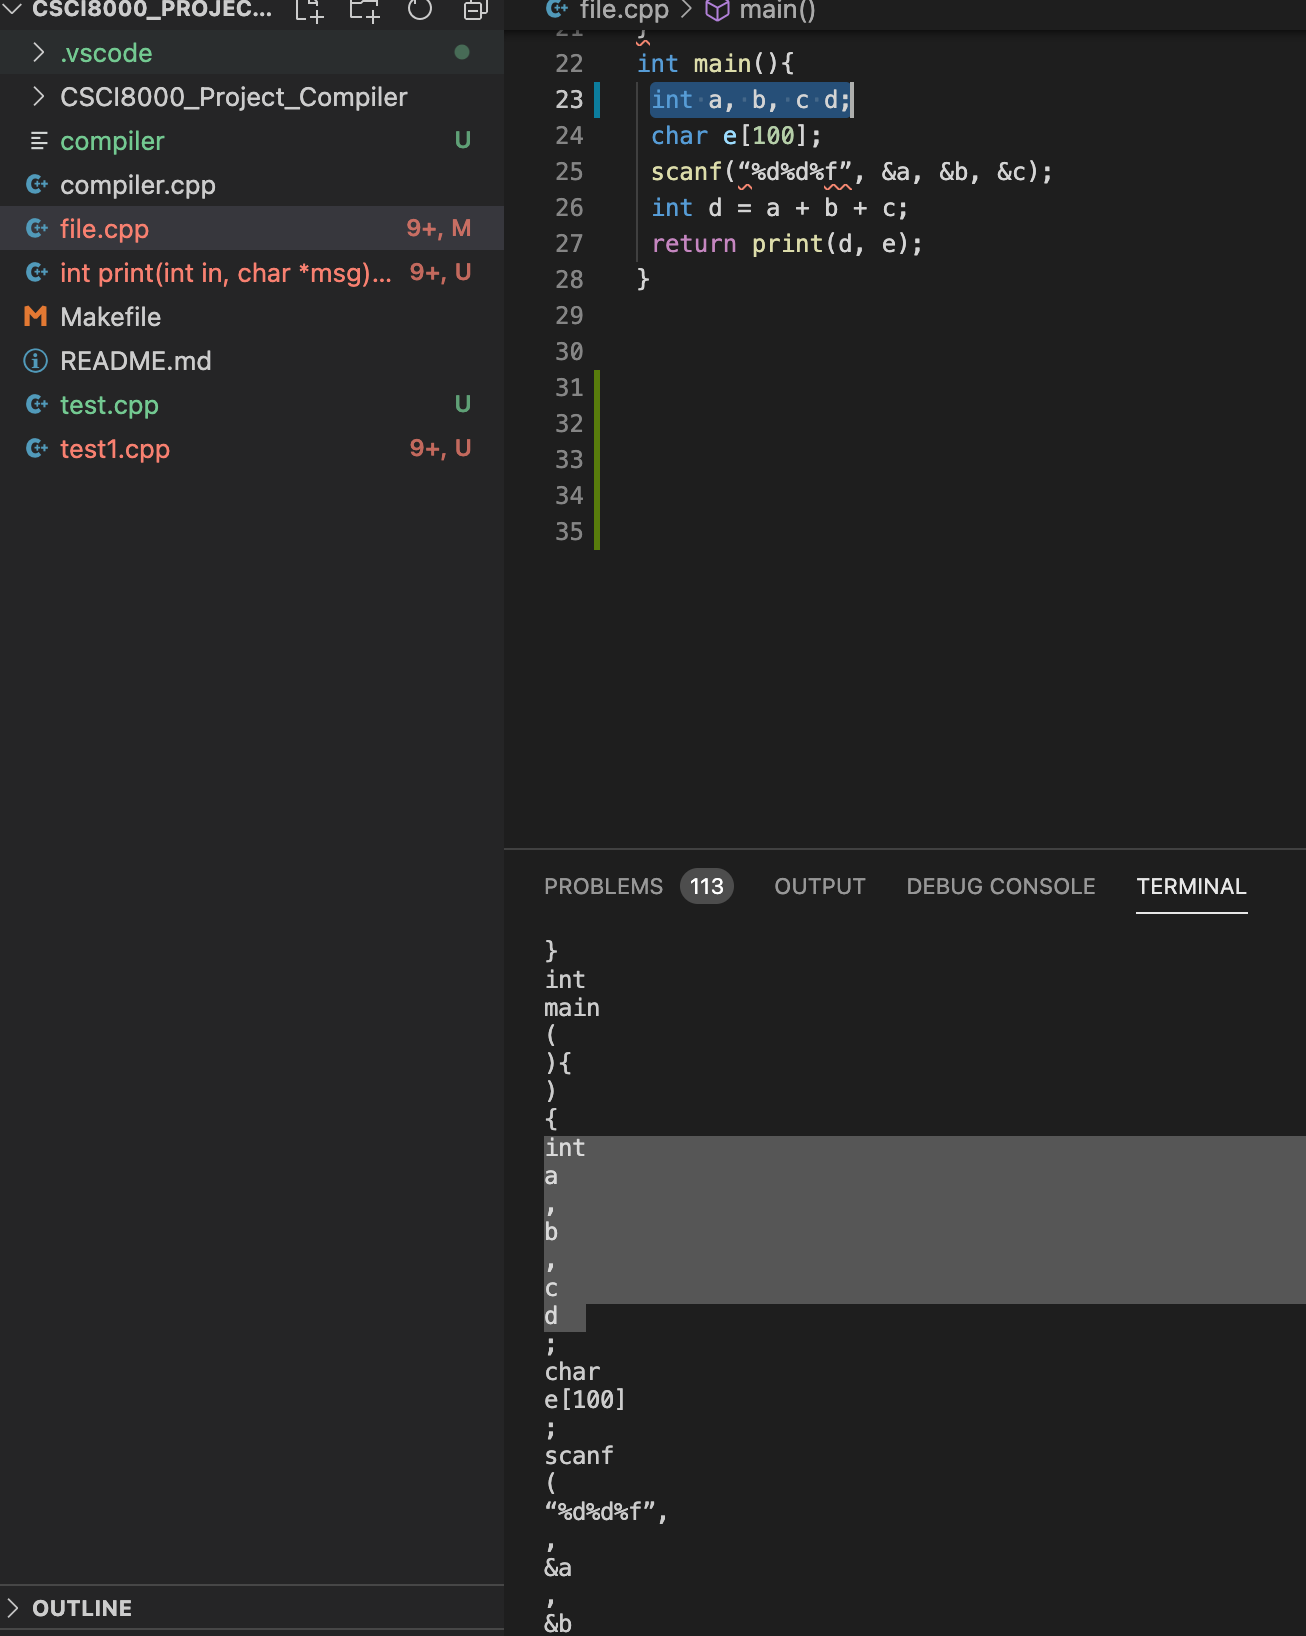 CSCI8000_PROJEC...
.vscode
CSCI8000_Project_Compiler
compiler U
compiler.cpp
file.cpp 9+, M
int print(int in, char *msg)... 9+, U
Makefile
README.md
test.cpp U
test1.cpp 9+, U
OUTLINE
file.cpp > main()
21 }
22 int main(){
23 int a, b, c d;
24 char e[100];
25 scanf(“%d%d%f”, &a, &b, &c);
26 int d = a + b + c;
27 return print(d, e);
28 }
29
30
31
32
33
34
35
PROBLEMS 113 OUTPUT DEBUG CONSOLE TERMINAL
}
int
main
(
){
)
{
int
a
,
b
,
c
d
;
char
e[100]
;
scanf
(
“%d%d%f”,
,
&a
,
&b